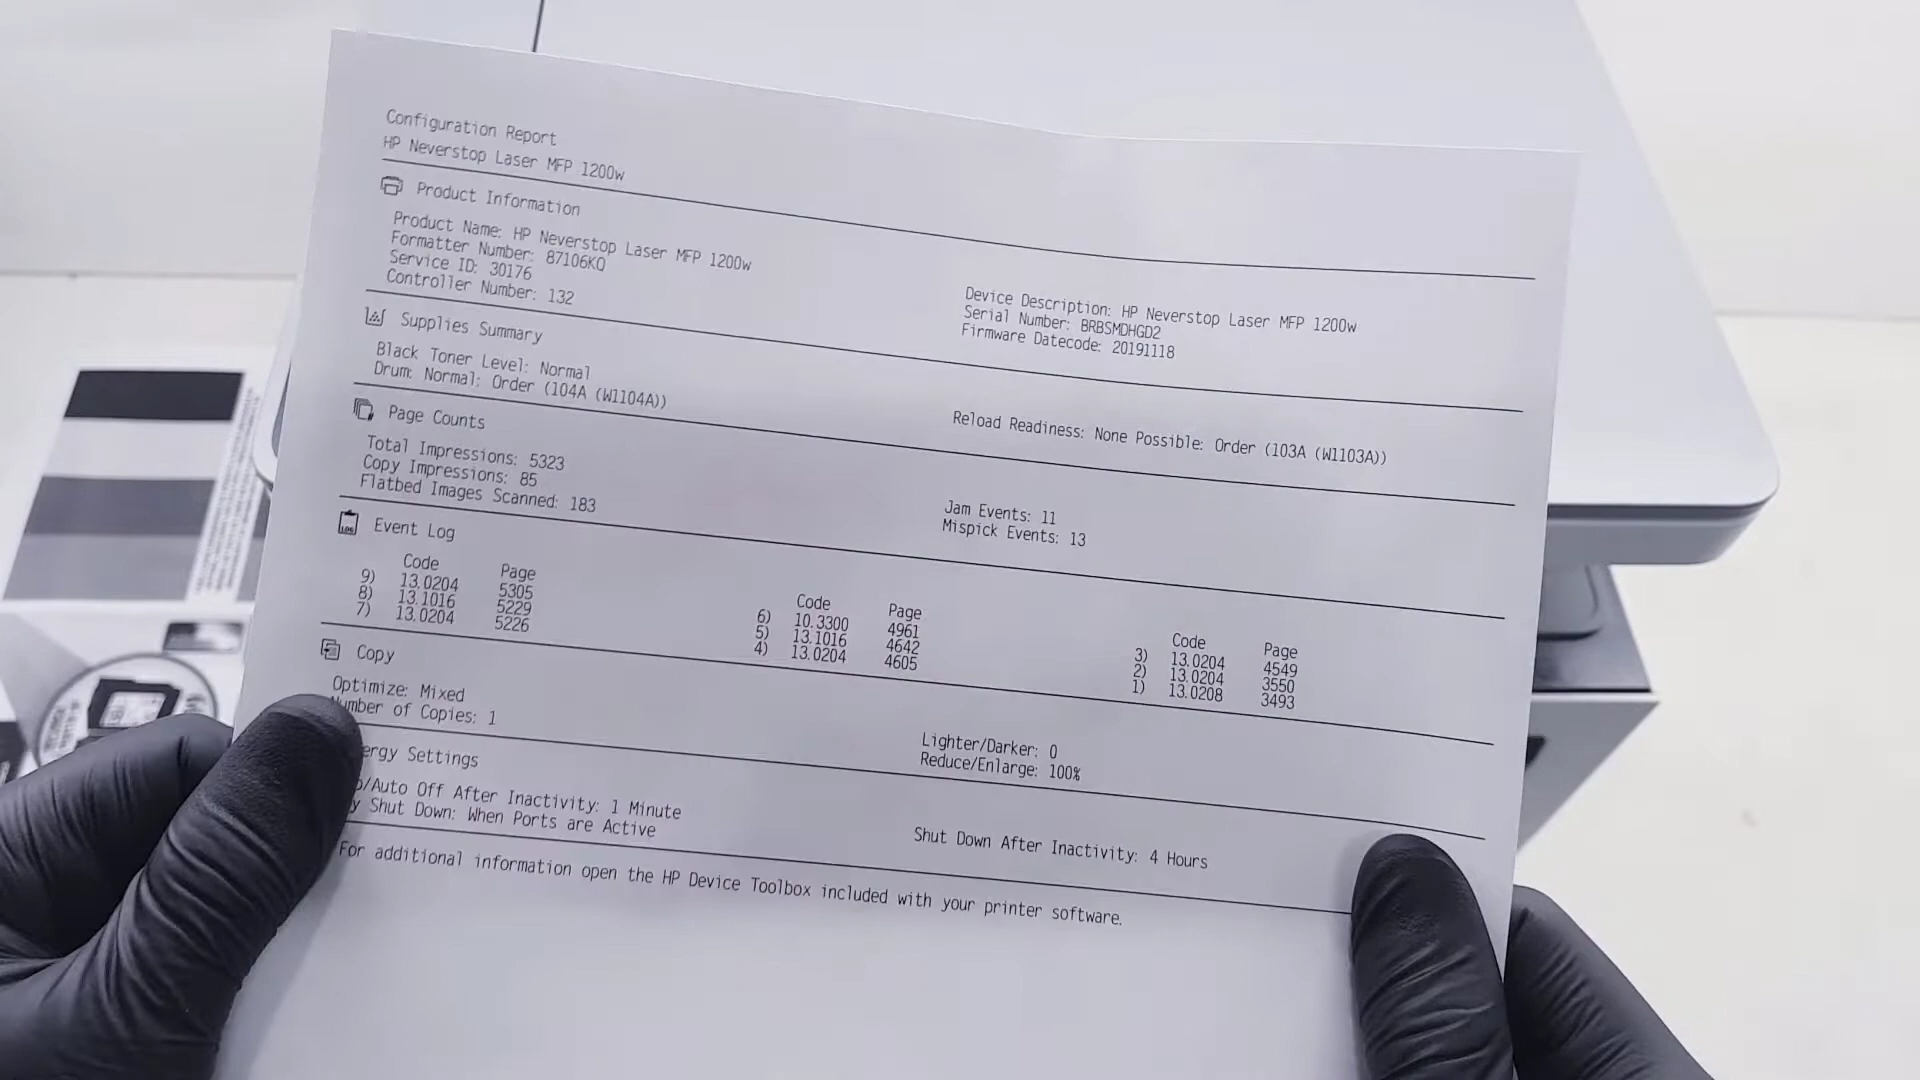 Configuration Report
HP Neverstop Laser MFP 1200w
Product Information
Product Name: HP Neverstop Laser MFP 1200w
Formatter Number: 87106KQ
Service ID: 30176
Controller Number: 132
Device Description: HP Neverstop Laser MFP 1200w
Serial Number: BRBSMDHGD2
Firmware Datecode: 20191118
Supplies Summary
Black Toner Level: Normal
Drum: Normal: Order (104A (W1104A))
Reload Readiness: None Possible: Order (103A (W1103A))
Page Counts
Total Impressions: 5323
Copy Impressions: 85
Flatbed Images Scanned: 183
Jam Events: 11
Mispick Events: 13
Event Log
Code Page
9) 13.0204 5305
8) 13.1016 5229
7) 13.0204 5226
Code Page
6) 10.3300 4961
5) 13.1016 4642
4) 13.0204 4605
Code Page
3) 13.0204 4549
2) 13.0204 3550
1) 13.0208 3493
Copy
Optimize: Mixed
Number of Copies: 1
Lighter/Darker: 0
Reduce/Enlarge: 100%
ergy Settings
/Auto Off After Inactivity: 1 Minute
y Shut Down: When Ports are Active
Shut Down After Inactivity: 4 Hours
For additional information open the HP Device Toolbox included with your printer software.